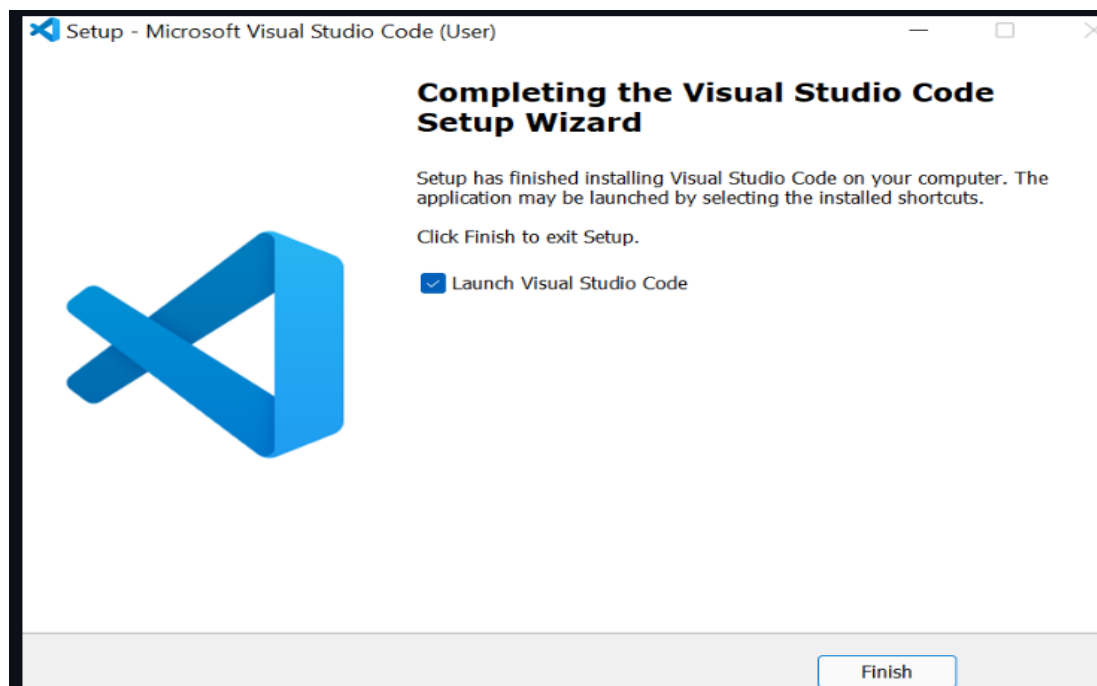 Setup - Microsoft Visual Studio Code (User)
Completing the Visual Studio Code
Setup Wizard
Setup has finished installing Visual Studio Code on your computer. The
application may be launched by selecting the installed shortcuts.
Click Finish to exit Setup.
Launch Visual Studio Code
Finish